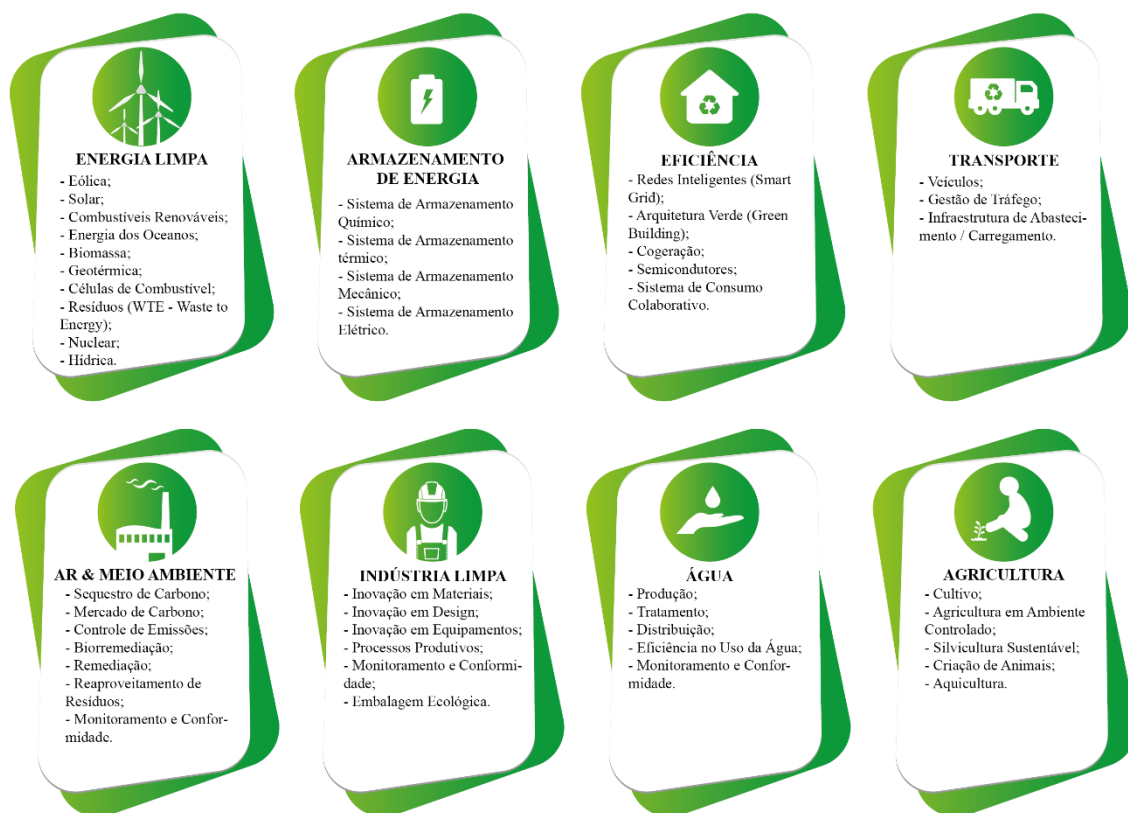 ENERGIA LIMPA
- Eólica;
- Solar;
- Combustíveis Renováveis;
- Energia dos Oceanos;
- Biomassa;
- Geotérmica;
- Células de Combustível;
- Resíduos (WTE - Waste to
Energy);
- Nuclear;
- Hídrica.
ARMAZENAMENTO
DE ENERGIA
- Sistema de Armazenamento
Químico;
- Sistema de Armazenamento
térmico;
- Sistema de Armazenamento
Mecânico;
- Sistema de Armazenamento
Elétrico.
EFICIÊNCIA
- Redes Inteligentes (Smart
Grid);
- Arquitetura Verde (Green
Building);
- Cogeração;
- Semicondutores;
- Sistema de Consumo
Colaborativo.
TRANSPORTE
- Veículos;
- Gestão de Tráfego;
- Infraestrutura de Abasteci-
mento / Carregamento.
AR & MEIO AMBIENTE
- Sequestro de Carbono;
- Mercado de Carbono;
- Controle de Emissões;
- Biorremediação;
- Remediação;
- Reaproveitamento de
Resíduos;
- Monitoramento e Confor-
midade.
INDÚSTRIA LIMPA
- Inovação em Materiais;
- Inovação em Design;
- Inovação em Equipamentos;
- Processos Produtivos;
- Monitoramento e Conformi-
dade;
- Embalagem Ecológica.
ÁGUA
- Produção;
- Tratamento;
- Distribuição;
- Eficiência no Uso da Água;
- Monitoramento e Confor-
midade.
AGRICULTURA
- Cultivo;
- Agricultura em Ambiente
Controlado;
- Silvicultura Sustentável;
- Criação de Animais;
- Aquicultura.